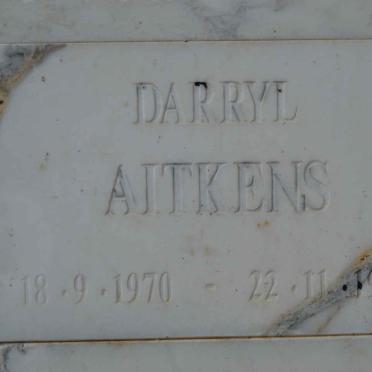 DARRYL
AITKENS
18 · 9 · 1970 - 22 · 11 ·